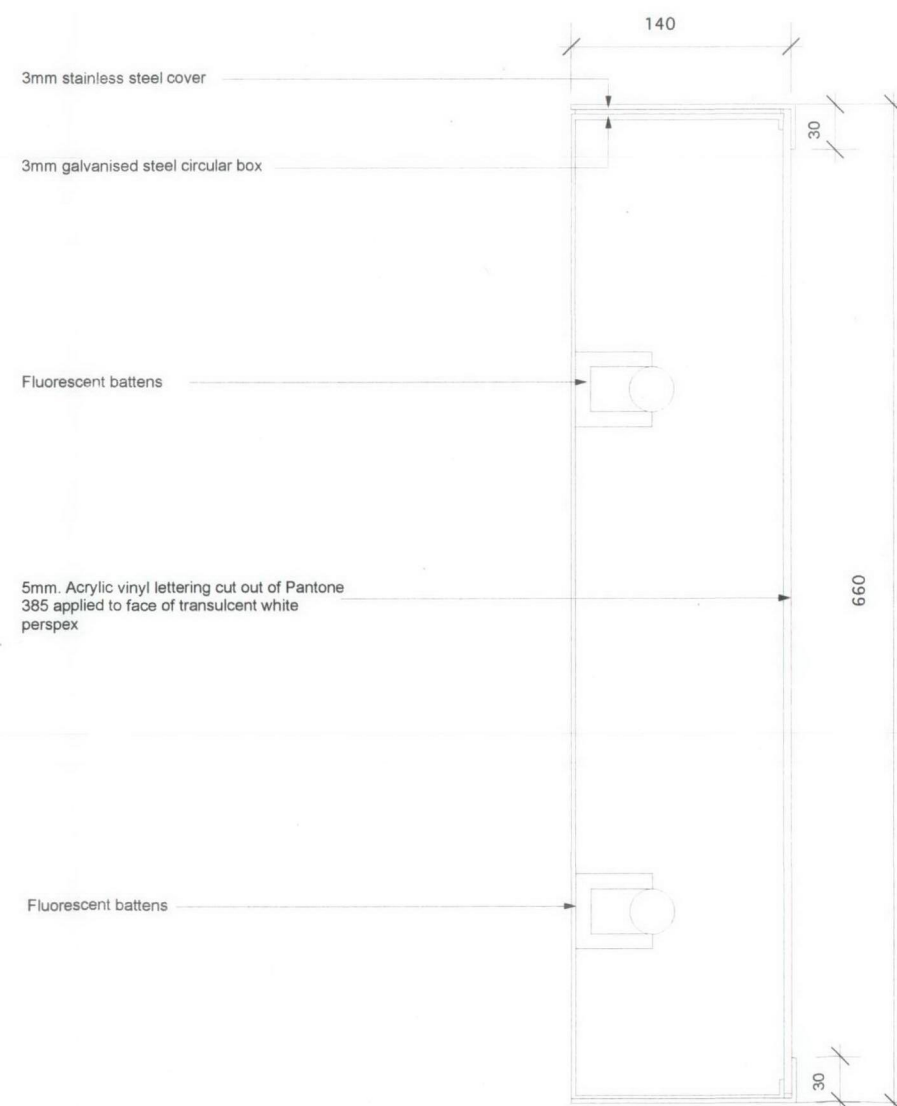 140
3mm stainless steel cover
30
3mm galvanised steel circular box
Fluorescent battens
5mm. Acrylic vinyl lettering cut out of Pantone
385 applied to face of transulcent white
perspex
660
Fluorescent battens
30